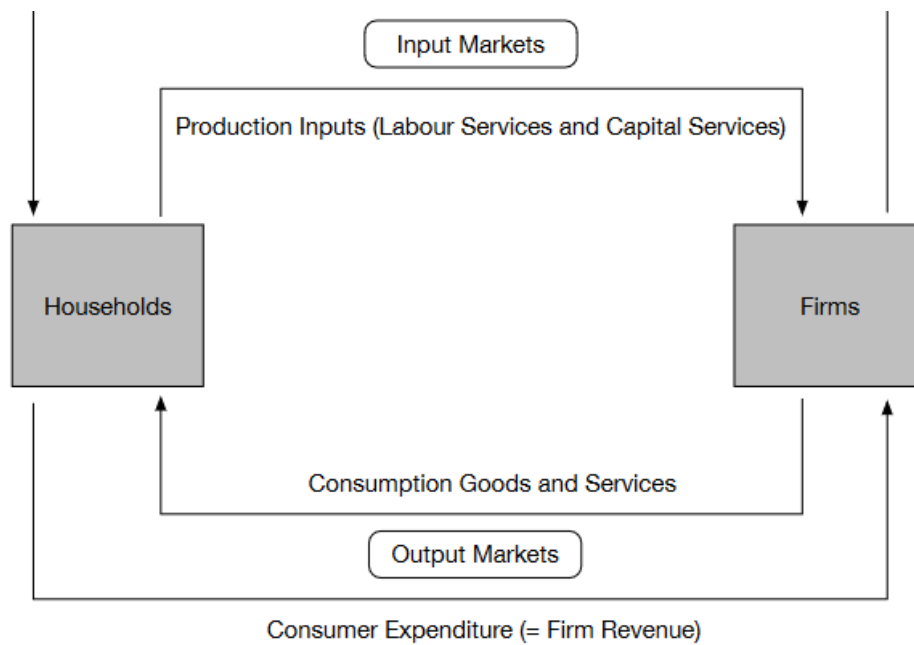 Input Markets
Production Inputs (Labour Services and Capital Services)
Households
Firms
Consumption Goods and Services
Output Markets
Consumer Expenditure (= Firm Revenue)